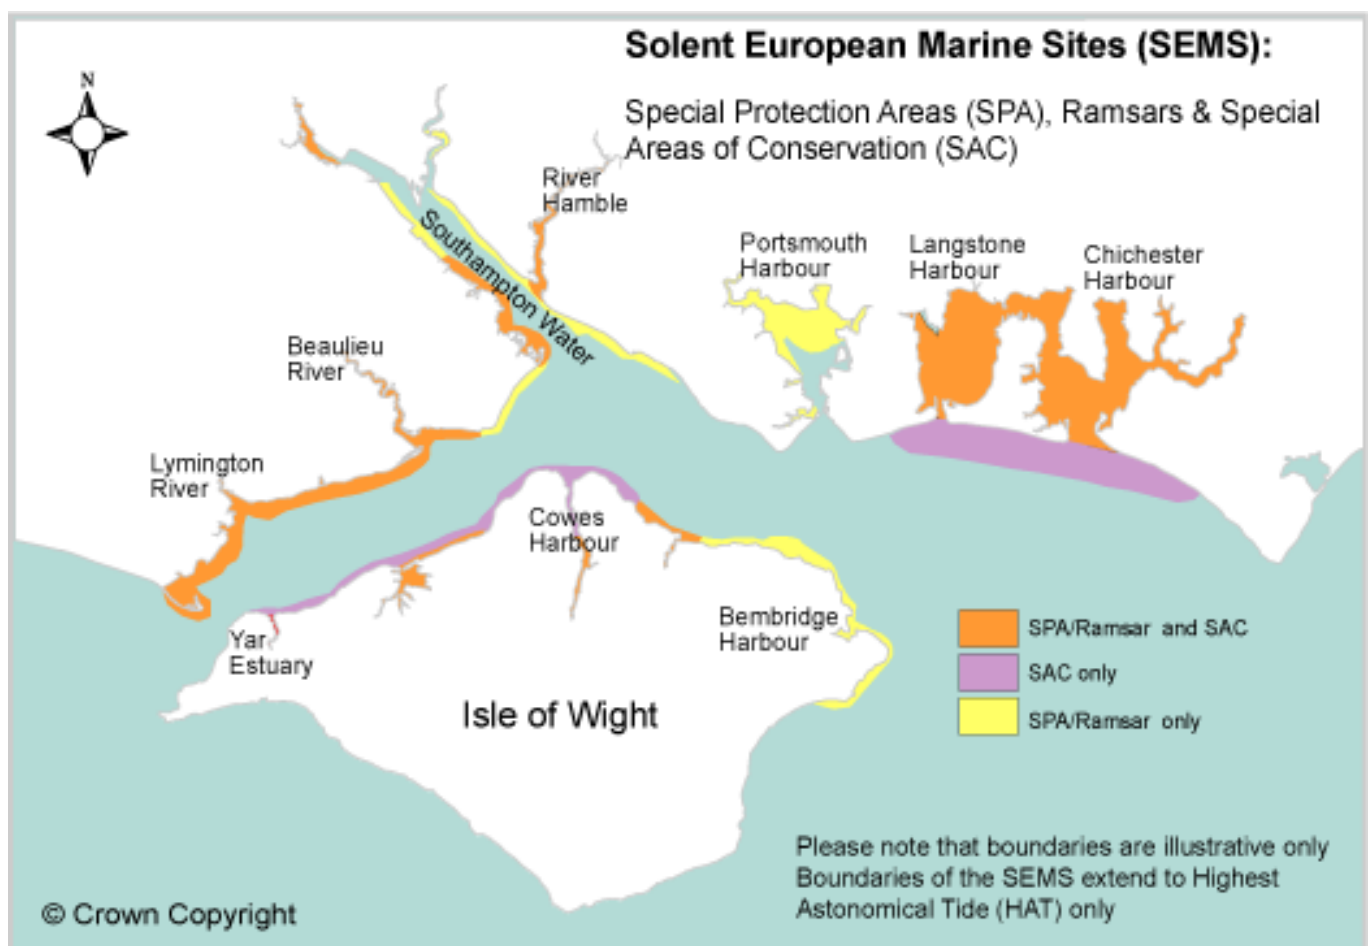 Solent European Marine Sites (SEMS):
Special Protection Areas (SPA), Ramsars & Special
Areas of Conservation (SAC)
N
River
Hamble
Southampton Water
Portsmouth
Harbour
Langstone
Harbour
Chichester
Harbour
Beaulieu
River
Lymington
River
Cowes
Harbour
Bembridge
Harbour
Yar
Estuary
Isle of Wight
SPA/Ramsar and SAC
SAC only
SPA/Ramsar only
Please note that boundaries are illustrative only
Boundaries of the SEMS extend to Highest
Astonomical Tide (HAT) only
© Crown Copyright